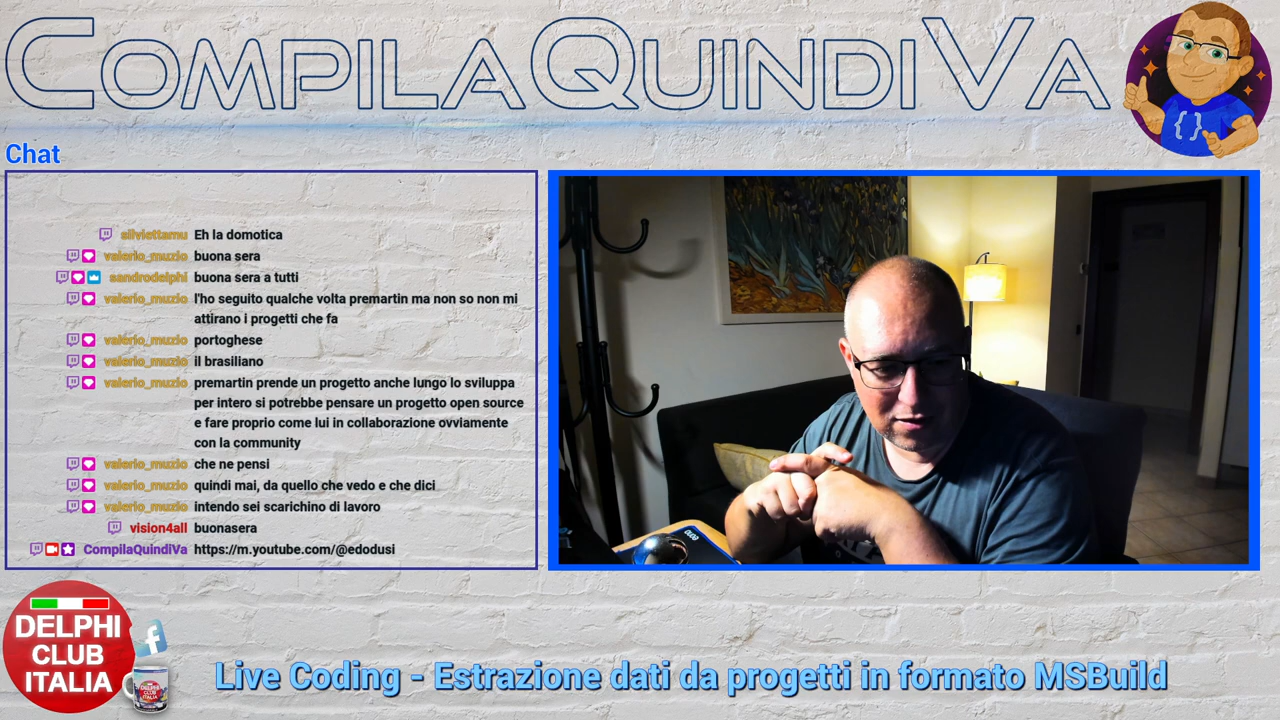 CompilaQuindiVa
{}
Chat
silviettamu Eh la domotica
valerio_muzio buona sera
sandrodelphi buona sera a tutti
valerio_muzio l'ho seguito qualche volta premartin ma non so non mi
attirano i progetti che fa
valerio_muzio portoghese
valerio_muzio il brasiliano
valerio_muzio premartin prende un progetto anche lungo lo sviluppa
per intero si potrebbe pensare un progetto open source
e fare proprio come lui in collaborazione ovviamente
con la community
valerio_muzio che ne pensi
valerio_muzio quindi mai, da quello che vedo e che dici
valerio_muzio intendo sei scarichino di lavoro
vision4all buonasera
CompilaQuindiVa https://m.youtube.com/@edodusi
DELPHI
CLUB
ITALIA
f
DELPHI
CLUB
ITALIA
Live Coding - Estrazione dati da progetti in formato MSBuild